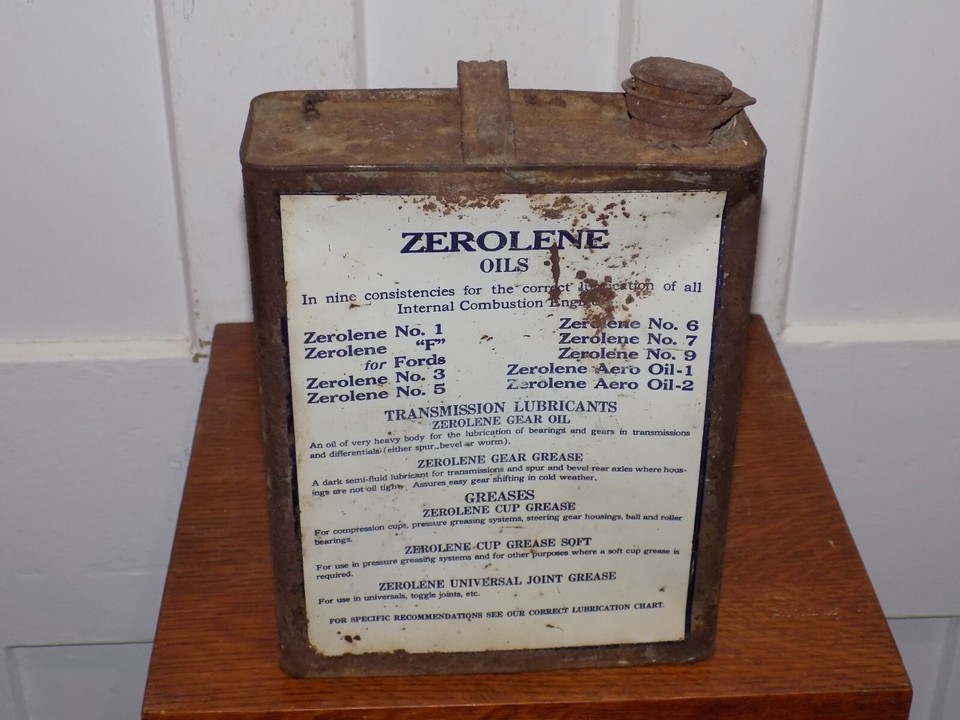 ZEROLENE
OILS
In nine consistencies for the correct lubrication of all
Internal Combustion
Zerolene No. 1
Zerolene "F"
for Fords
Zerolene No. 3
Zerolene No. 5
Zerolene No. 6
Zerolene No. 7
Zerolene No. 9
Zerolene Aero Oil-1
Zerolene Aero Oil-2
TRANSMISSION LUBRICANTS
ZEROLENE GEAR OIL
An oil of very heavy body for the lubrication of bearings and gears in transmissions
and differentials (either spur, bevel or worm).
ZEROLENE GEAR GREASE
A dark semi-fluid lubricant for transmissions and spur and bevel rear axles where hous-
ings are not oil tight. Assures easy gear shifting in cold weather.
GREASES
ZEROLENE CUP GREASE
For compression cups, pressure greasing systems, steering gear housings, ball and roller
bearings.
ZEROLENE CUP GREASE SOFT
For use in pressure greasing systems and for other purposes where a soft cup grease is
required.
ZEROLENE UNIVERSAL JOINT GREASE
For use in universals, toggle joints, etc.
FOR SPECIFIC RECOMMENDATIONS SEE OUR CORRECT LUBRICATION CHART.